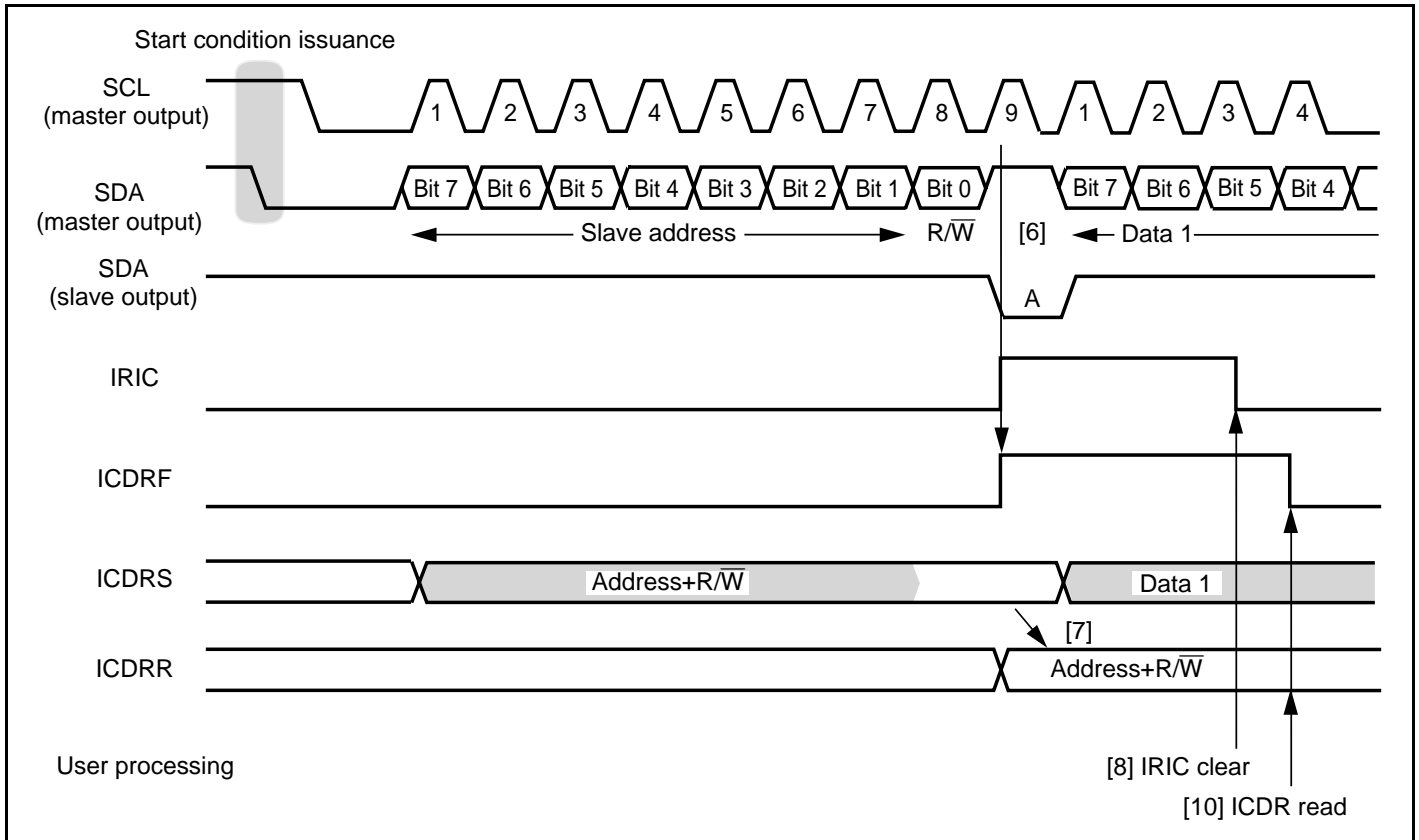 Start condition issuance
SCL
(master output)
1 2 3 4 5 6 7 8 9 1 2 3 4
SDA
(master output)
Bit 7 Bit 6 Bit 5 Bit 4 Bit 3 Bit 2 Bit 1 Bit 0 Bit 7 Bit 6 Bit 5 Bit 4
Slave address R/W̅ [6] Data 1
SDA
(slave output)
A
IRIC
ICDRF
ICDRS
Address+R/W̅ Data 1
[7]
ICDRR
Address+R/W̅
User processing
[8] IRIC clear
[10] ICDR read